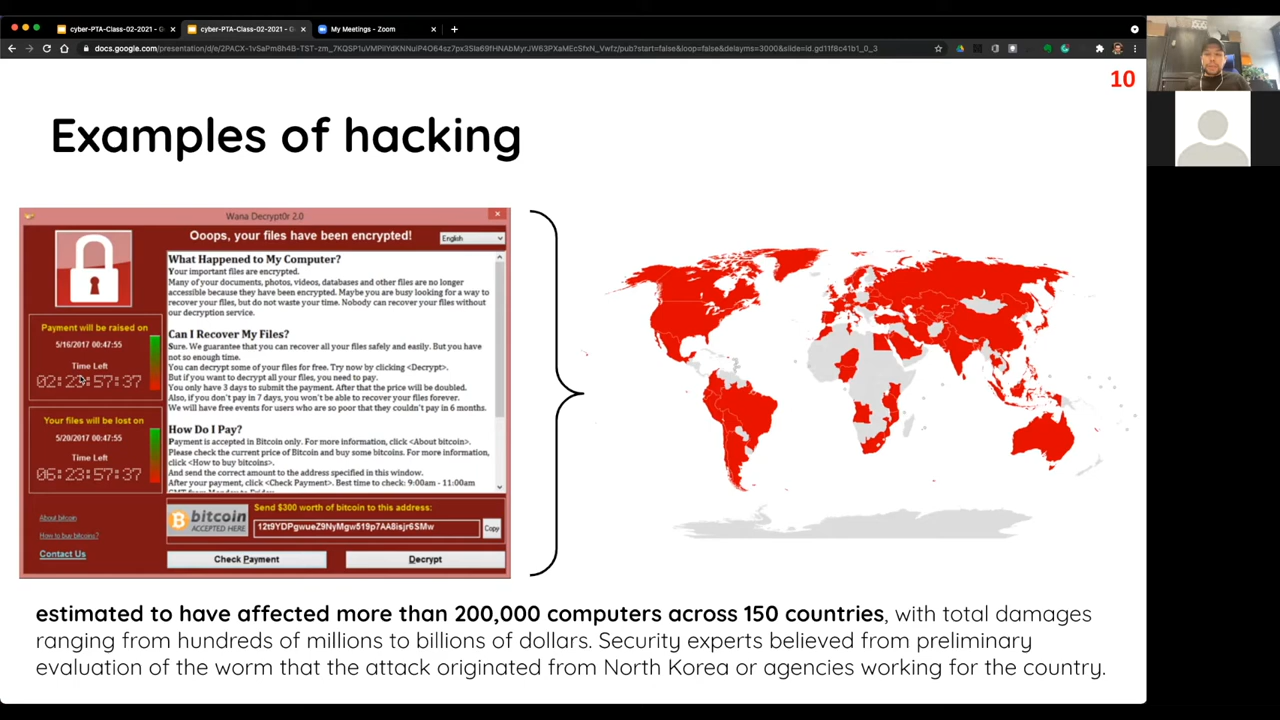 cyber-PTA-Class-02-2021 - G
cyber-PTA-Class-02-2021 - G
My Meetings - Zoom
10
Examples of hacking
Wana Decrypt0r 2.0
Ooops, your files have been encrypted!
English
What Happened to My Computer?
Your important files are encrypted.
Many of your documents, photos, videos, databases and other files are no longer
accessible because they have been encrypted. Maybe you are busy looking for a way to
recover your files, but do not waste your time. Nobody can recover your files without
our decryption service.
Can I Recover My Files?
Sure. We guarantee that you can recover all your files safely and easily. But you have
not so enough time.
You can decrypt some of your files for free. Try now by clicking <Decrypt>.
But if you want to decrypt all your files, you need to pay.
You only have 3 days to submit the payment. After that the price will be doubled.
Also, if you don't pay in 7 days, you won't be able to recover your files forever.
We will have free events for users who are so poor that they couldn't pay in 6 months.
How Do I Pay?
Payment is accepted in Bitcoin only. For more information, click <About bitcoin>.
Please check the current price of Bitcoin and buy some bitcoins. For more information,
click <How to buy bitcoins>.
And send the correct amount to the address specified in this window.
After your payment, click <Check Payment>. Best time to check: 9:00am - 11:00am
GMT from Monday to Friday.
Payment will be raised on
5/16/2017 00:47:55
Time Left
02:23:57:37
Your files will be lost on
5/20/2017 00:47:55
Time Left
06:23:57:37
About bitcoin
How to buy bitcoins?
Contact Us
bitcoin
ACCEPTED HERE
Send $300 worth of bitcoin to this address:
12t9YDPgwueZ9NyMgw519p7AA8isjr6SMw
Copy
Check Payment
Decrypt
estimated to have affected more than 200,000 computers across 150 countries, with total damages
ranging from hundreds of millions to billions of dollars. Security experts believed from preliminary
evaluation of the worm that the attack originated from North Korea or agencies working for the country.